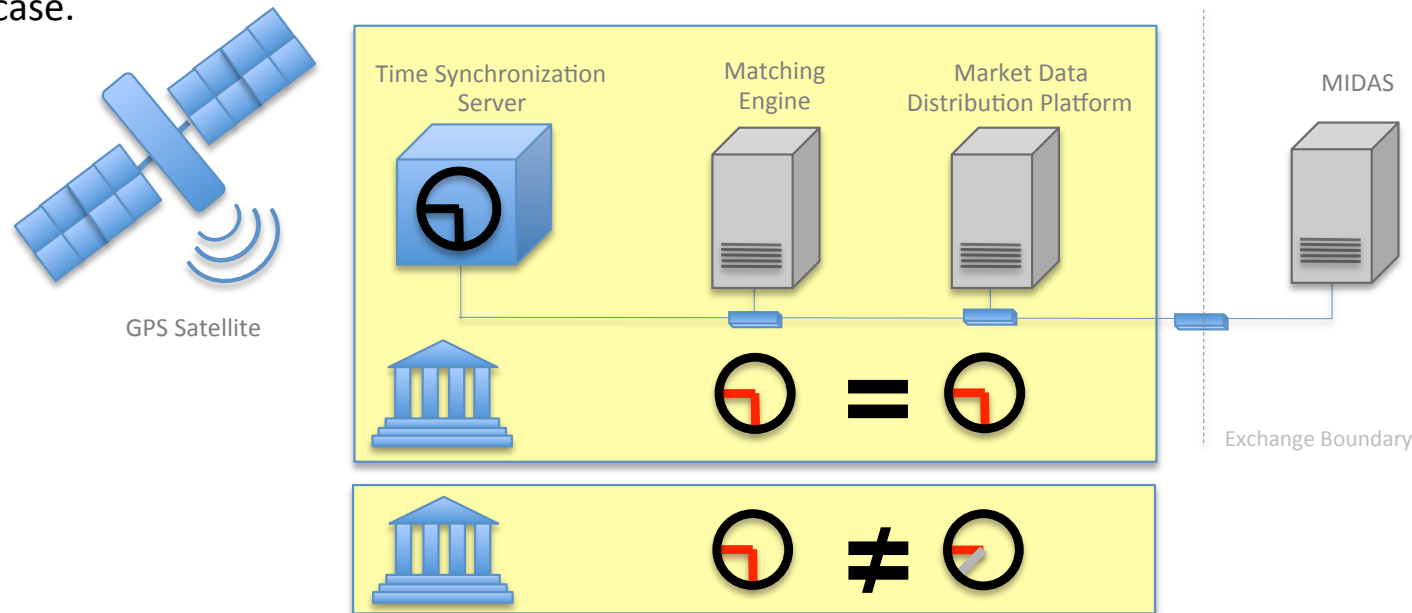 case.
Time Synchronization
Server
Matching
Engine
Market Data
Distribution Platform
MIDAS
GPS Satellite
=
Exchange Boundary
≠